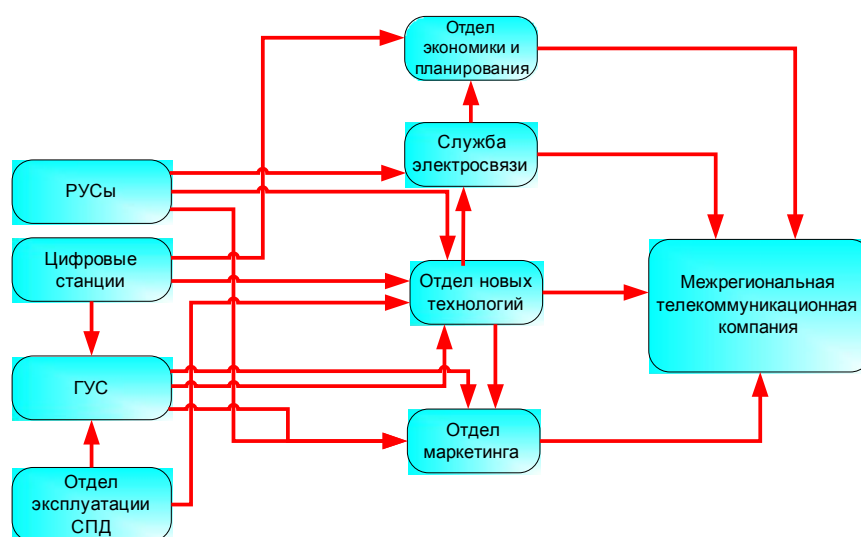 Отдел
экономики и
планирования
Служба
электросвязи
РУСы
Цифровые
станции
Отдел новых
технологий
Межрегиональная
телекоммуникационная
компания
ГУС
Отдел
маркетинга
Отдел
эксплуатации
СПД